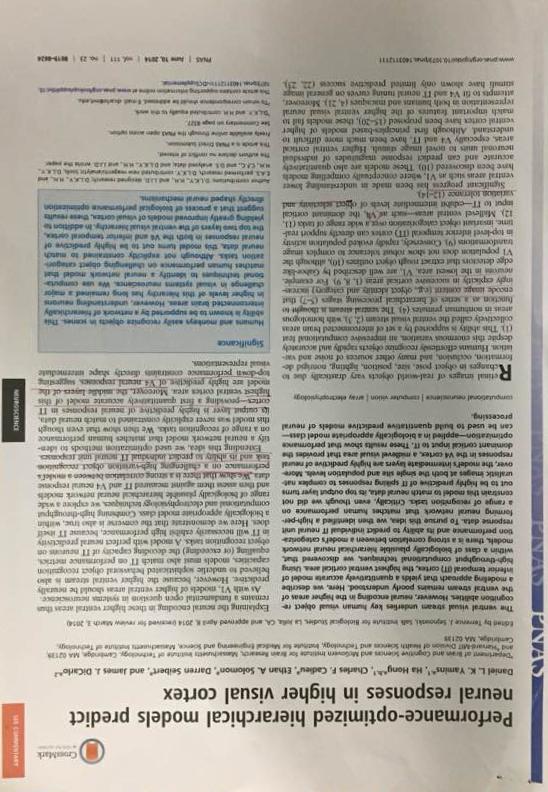 SEE COMMENTARY
CrossMark
Performance-optimized hierarchical models predict
neural responses in higher visual cortex
Daniel L. K. Yamins, Ha Hong, Charles F. Cadieu, Ethan A. Solomon, Darren Seibert, and James J. DiCarlo
Department of Brain and Cognitive Sciences and McGovern Institute for Brain Research, Massachusetts Institute of Technology, Cambridge, MA 02139;
and Harvard–MIT Division of Health Sciences and Technology, Institute for Medical Engineering and Science, Massachusetts Institute of Technology,
Cambridge, MA 02139
Edited by Terrence J. Sejnowski, Salk Institute for Biological Studies, La Jolla, CA, and approved April 8, 2014 (received for review March 3, 2014)
The ventral visual stream underlies key human visual object re-
cognition abilities. However, neural encoding in the higher areas of
the ventral stream remains poorly understood. Here, we describe
a modeling approach that yields a quantitatively accurate model of
inferior temporal (IT) cortex, the highest ventral cortical area. Using
high-throughput computational techniques, we discovered that,
within a class of biologically plausible hierarchical neural network
models, there is a strong correlation between a model's categoriza-
tion performance and its ability to predict individual IT neural unit
response data. To pursue this idea, we then identified a high-per-
forming neural network that matches human performance on
a range of recognition tasks. Critically, even though we did not
constrain this model to match neural data, its top output layer turns
out to be highly predictive of IT spiking responses to complex nat-
uralistic images at both the single site and population levels. More-
over, the model's intermediate layers are highly predictive of neural
responses in the V4 cortex, a midlevel visual area that provides the
dominant cortical input to IT. These results show that performance
optimization—applied in a biologically appropriate model class—
can be used to build quantitative predictive models of neural
processing.
computational neuroscience | computer vision | array electrophysiology
Retinal images of real-world objects vary drastically due to
changes in object pose, size, position, lighting, nonrigid de-
formation, occlusion, and many other sources of noise and var-
iation. Humans effortlessly recognize objects rapidly and accurately
despite this enormous variation, an impressive computational feat
(1). This ability is supported by a set of interconnected brain areas
collectively called the ventral visual stream (2, 3), with homologous
areas in nonhuman primates (4). The ventral stream is thought to
function as a series of hierarchical processing stages (5–7) that
encode image content (e.g., object identity and category) increas-
ingly explicitly in successive cortical areas (1, 8, 9). For example,
neurons in the lowest area, V1, are well described by Gabor-like
edge detectors that extract rough object outlines (10), although the
V1 population does not show robust tolerance to complex image
transformations (9). Conversely, rapidly evoked population activity
in top-level inferior temporal (IT) cortex can directly support real-
time, invariant object categorization over a wide range of tasks (11,
12). Midlevel ventral areas—such as V4, the dominant cortical
input to IT—exhibit intermediate levels of object selectivity and
variation tolerance (12–14).
Significant progress has been made in understanding lower
ventral areas such as V1, where conceptually compelling models
have been discovered (10). These models are also quantitatively
accurate and can predict response magnitudes of individual
neuronal units to novel image stimuli. Higher ventral cortical
areas, especially V4 and IT, have been much more difficult to
understand. Although first principles-based models of higher
ventral cortex have been proposed (15–20), these models fail to
match important features of the higher ventral visual neural
representation in both humans and macaques (4, 21). Moreover,
attempts to fit V4 and IT neural tuning curves on general image
stimuli have shown only limited predictive success (22, 23).
Explaining the neural encoding in these higher ventral areas thus
remains a fundamental open question in systems neuroscience.
As with V1, models of higher ventral areas should be neurally
predictive. However, because the higher ventral stream is also
believed to underlie sophisticated behavioral object recognition
capacities, models must also match IT on performance metrics,
equaling (or exceeding) the decoding capacity of IT neurons on
object recognition tasks. A model with perfect neural predictivity
in IT will necessarily exhibit high performance, because IT itself
does. Here we demonstrate that the converse is also true, within
a biologically appropriate model class. Combining high-throughput
computational and electrophysiology techniques, we explore a wide
range of biologically plausible hierarchical neural network models
and then assess them against measured IT and V4 neural response
data. We show that there is a strong correlation between a model's
performance on a challenging high-variation object recognition
task and its ability to predict individual IT neural unit responses.
Extending this idea, we used optimization methods to iden-
tify a neural network model that matches human performance
on a range of recognition tasks. We then show that even though
this model was never explicitly constrained to match neural data,
its output layer is highly predictive of neural responses in IT
cortex—providing a first quantitatively accurate model of this
highest ventral cortex area. Moreover, the middle layers of the
model are highly predictive of V4 neural responses, suggesting
top-down performance constraints directly shape intermediate
visual representations.
Significance
Humans and monkeys easily recognize objects in scenes. This
ability is known to be supported by a network of hierarchically
interconnected brain areas. However, understanding neurons
in higher levels of this hierarchy has long remained a major
challenge in visual systems neuroscience. We use computa-
tional techniques to identify a neural network model that
matches human performance on challenging object categori-
zation tasks. Although not explicitly constrained to match
neural data, this model turns out to be highly predictive of
neural responses in both the V4 and inferior temporal cortex,
the top two layers of the ventral visual hierarchy. In addition to
yielding greatly improved models of visual cortex, these results
suggest that a process of biological performance optimization
directly shaped neural mechanisms.
Author contributions: D.L.K.Y., H.H., and J.J.D. designed research; D.L.K.Y., H.H., and
E.A.S. performed research; D.L.K.Y. contributed new reagents/analytic tools; D.L.K.Y.,
H.H., C.F.C., and D.S. analyzed data; and D.L.K.Y., H.H., and J.J.D. wrote the paper.
The authors declare no conflict of interest.
This article is a PNAS Direct Submission.
Freely available online through the PNAS open access option.
See Commentary on page 8327.
D.L.K.Y. and H.H. contributed equally to this work.
To whom correspondence should be addressed. E-mail:
This article contains supporting information online at
NEUROSCIENCE
www.pnas.org/cgi/doi/10.1073/pnas.1403112111
PNAS | June 10, 2014 | vol. 111 | no. 23 | 8619–8624
PNAS
PNAS